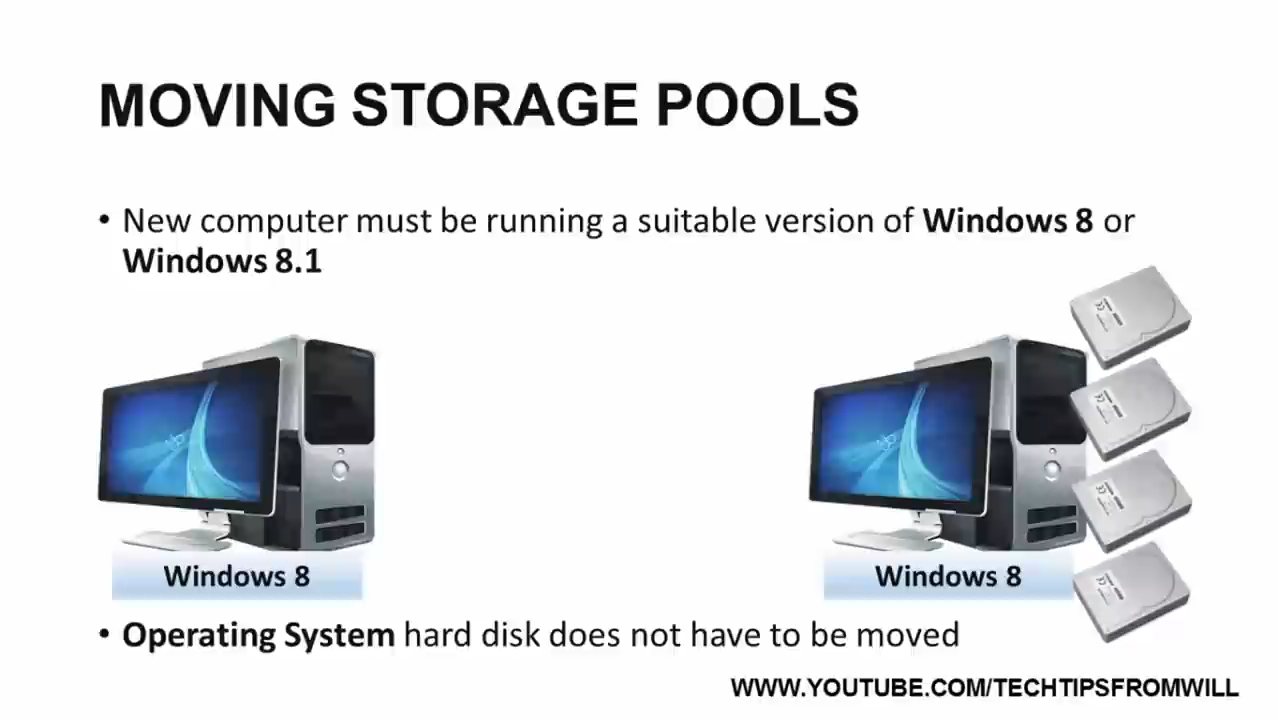 MOVING STORAGE POOLS
• New computer must be running a suitable version of Windows 8 or
Windows 8.1
Windows 8
Windows 8
• Operating System hard disk does not have to be moved
WWW.YOUTUBE.COM/TECHTIPSFROMWILL